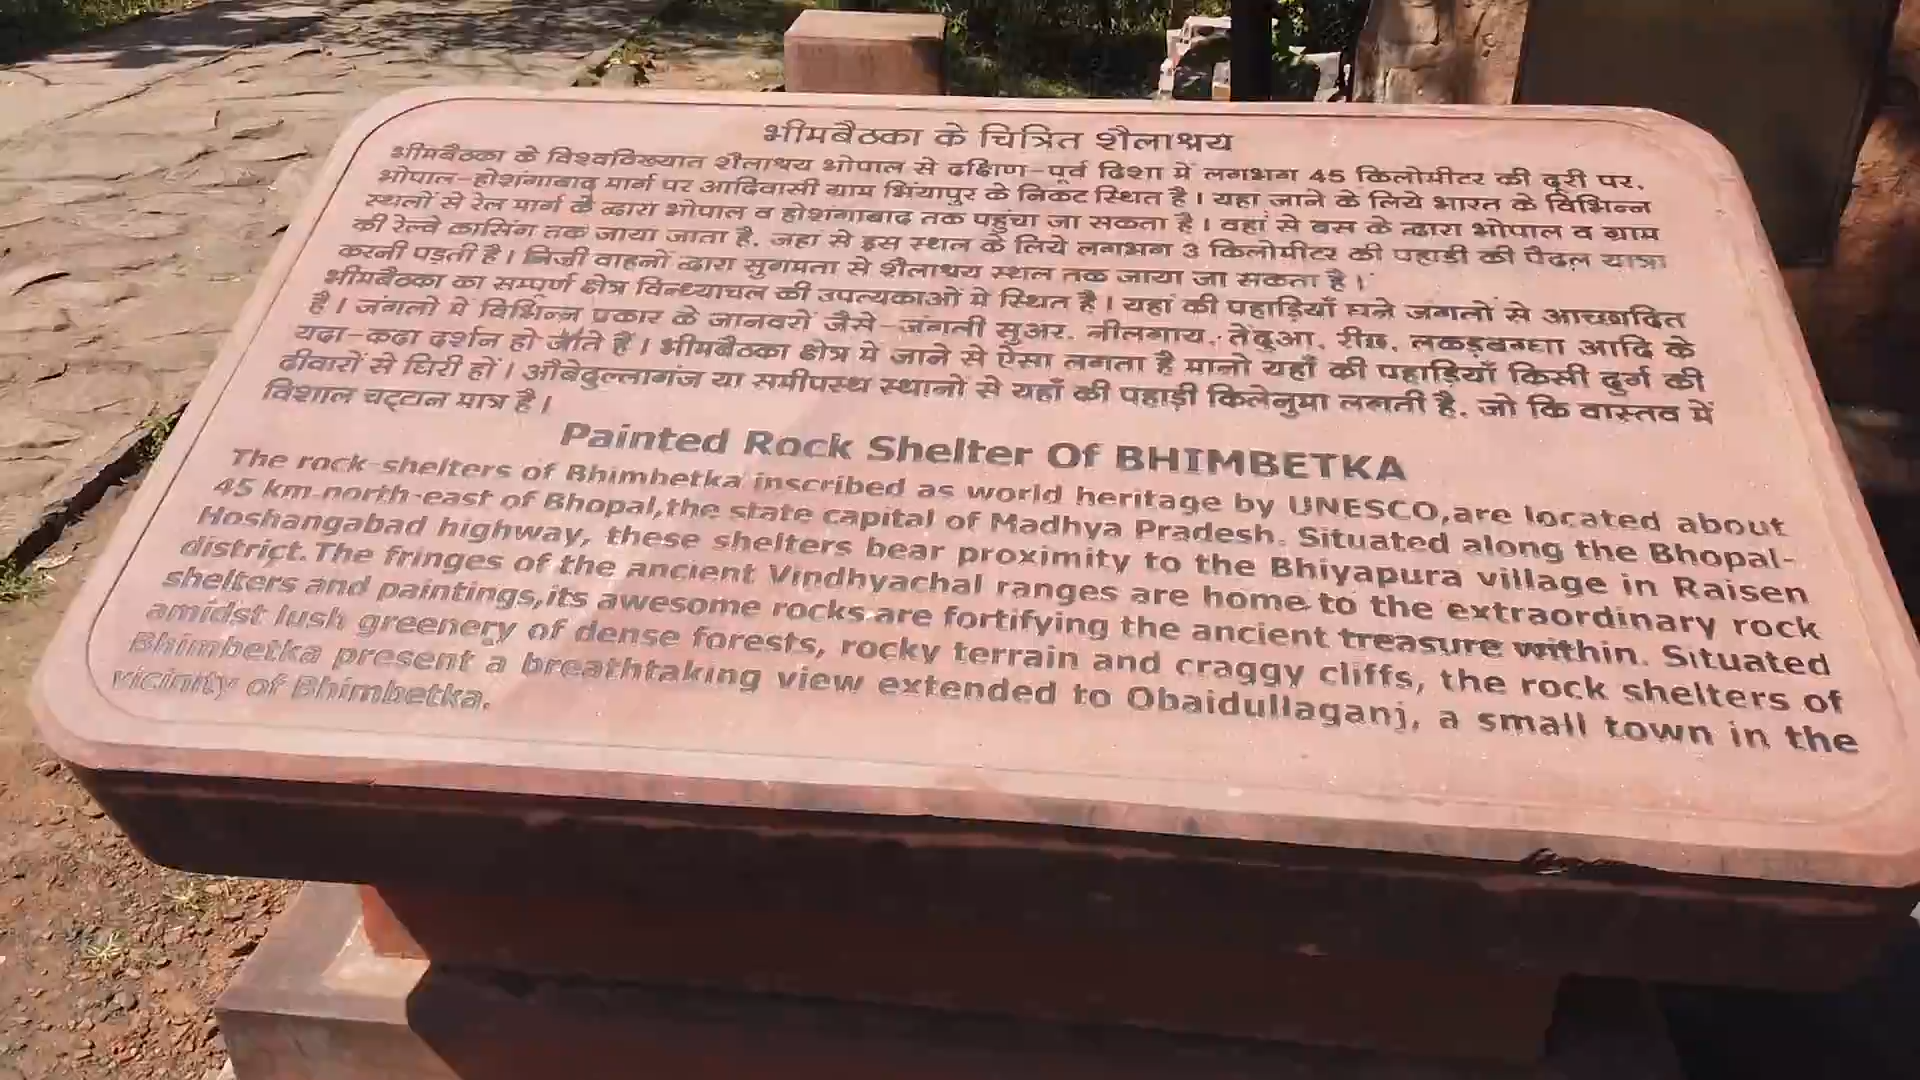 भीमबैठका के चित्रित शैलाश्रय
भीमबैठका के विश्वविख्यात शैलाश्रय भोपाल से दक्षिण-पूर्व दिशा में लगभग 45 किलोमीटर की दूरी पर,
भोपाल-होशंगाबाद मार्ग पर आदिवासी ग्राम भियापुर के निकट स्थित है। यहा जाने के लिये भारत के विभिन्न
स्थलों से रेल मार्ग के द्वारा भोपाल व होशंगाबाद तक पहुंचा जा सकता है। वहां से बस के द्वारा भोपाल व ग्राम
की रेल्वे क्रासिंग तक जाया जाता है, जहां से इस स्थल के लिये लगभग 3 किलोमीटर की पहाडी की पैदल यात्रा
करनी पड़ती है। निजी वाहनों द्वारा सुगमता से शैलाश्रय स्थल तक जाया जा सकता है।
भीमबैठका का सम्पूर्ण क्षेत्र विन्ध्याचल की उपत्यकाओं मे स्थित है। यहां की पहाड़ियाँ घने जंगलों से आच्छादित
है। जंगलो में विभिन्न प्रकार के जानवरों जैसे-जंगली सुअर, नीलगाय, तेंदुआ, रीछ, लकड़बग्घा आदि के
यदा-कदा दर्शन हो जाते हैं। भीमबैठका क्षेत्र मे जाने से ऐसा लगता है मानो यहाँ की पहाड़ियाँ किसी दुर्ग की
दीवारों से घिरी हों। औबेदुल्लागंज या समीपस्थ स्थानों से यहाँ की पहाड़ी किलेनुमा लगती है, जो कि वास्तव में
विशाल चट्टान मात्र है।
Painted Rock Shelter Of BHIMBETKA
The rock-shelters of Bhimbetka inscribed as world heritage by UNESCO,are located about
45 km-north-east of Bhopal,the state capital of Madhya Pradesh. Situated along the Bhopal-
Hoshangabad highway, these shelters bear proximity to the Bhiyapura village in Raisen
district.The fringes of the ancient Vindhyachal ranges are home to the extraordinary rock
shelters and paintings,its awesome rocks are fortifying the ancient treasure within. Situated
amidst lush greenery of dense forests, rocky terrain and craggy cliffs, the rock shelters of
Bhimbetka present a breathtaking view extended to Obaidullaganj, a small town in the
vicinity of Bhimbetka.